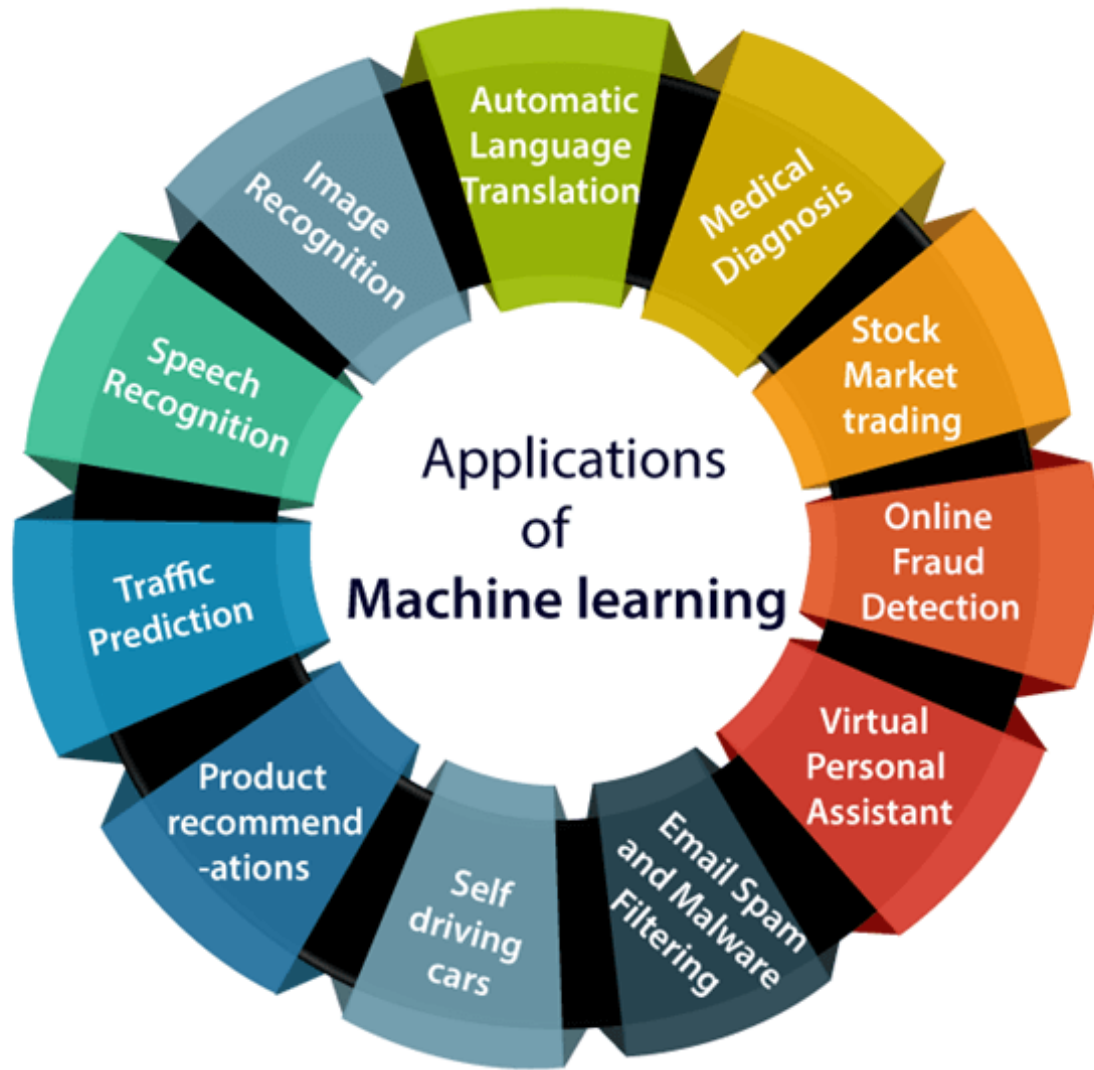 Applications
of
Machine learning
Automatic
Language
Translation
Medical
Diagnosis
Stock
Market
trading
Online
Fraud
Detection
Virtual
Personal
Assistant
Email Spam
and Malware
Filtering
Self
driving
cars
Product
recommend
-ations
Traffic
Prediction
Speech
Recognition
Image
Recognition